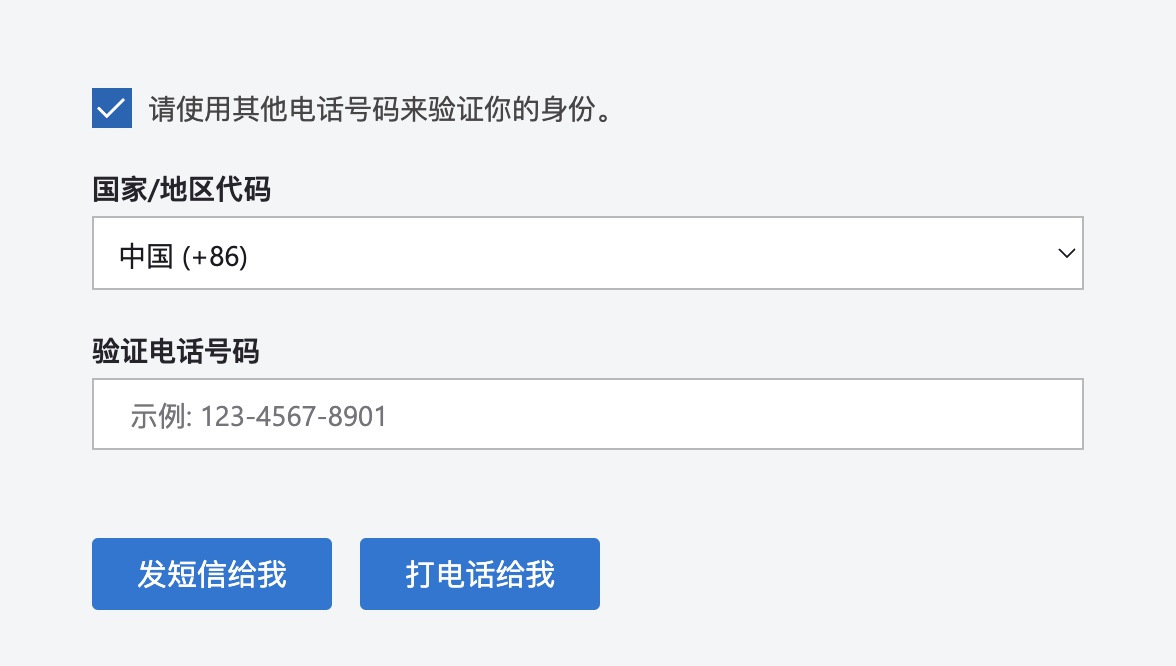 请使用其他电话号码来验证你的身份。
国家/地区代码
中国 (+86)
验证电话号码
示例: 123-4567-8901
发短信给我 打电话给我